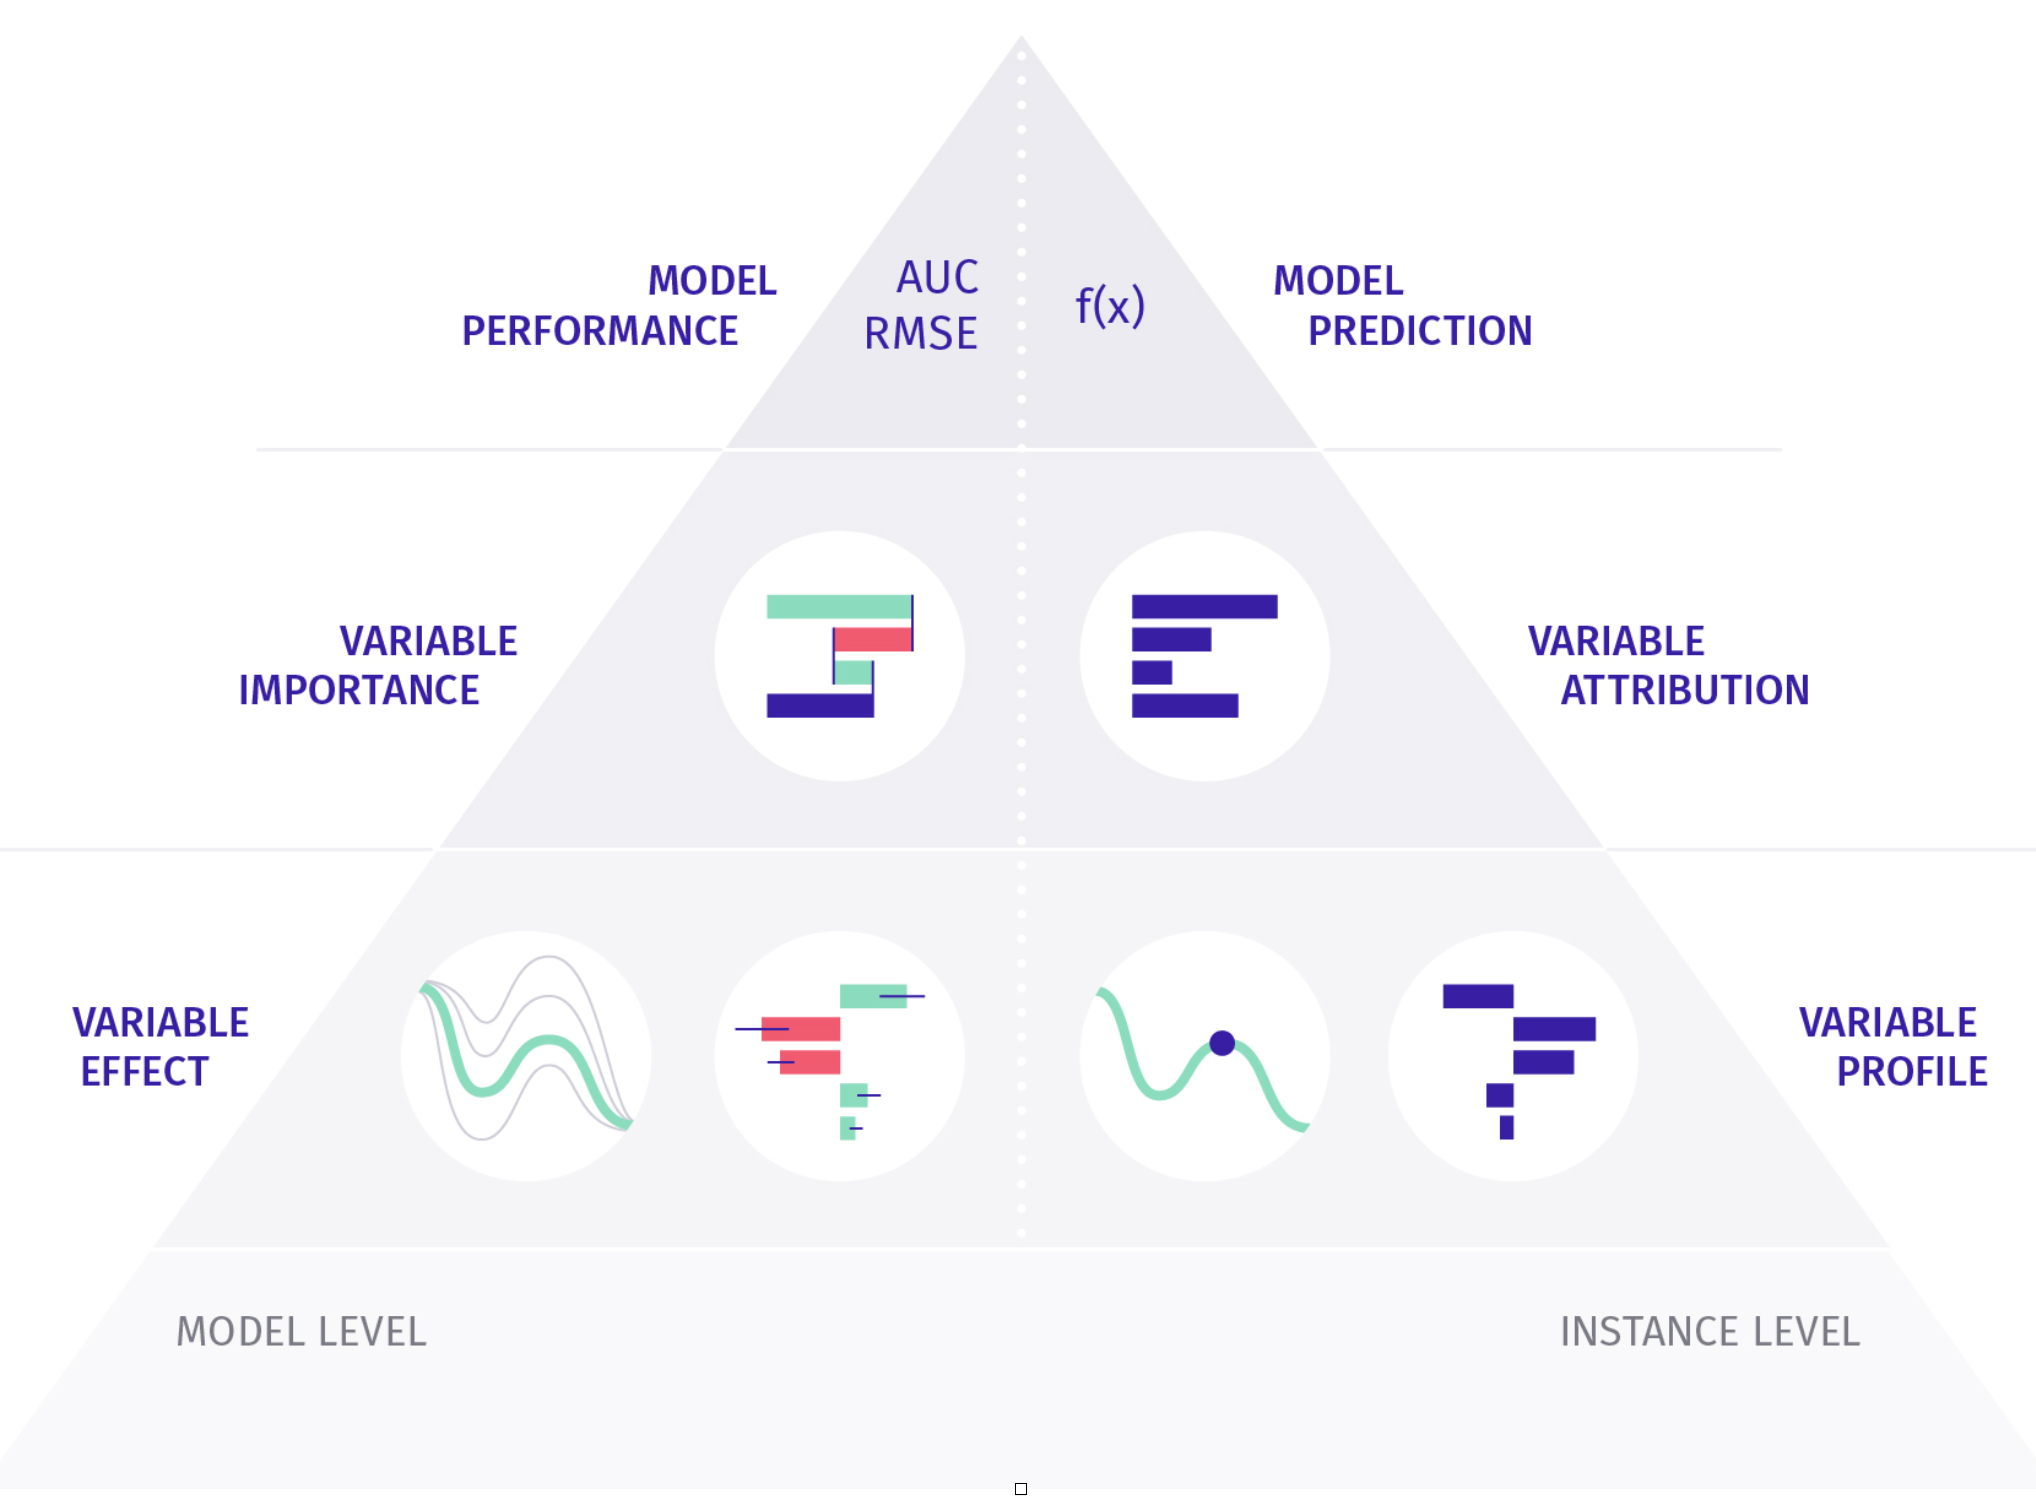 MODEL
PERFORMANCE
AUC
RMSE
f(x)
MODEL
PREDICTION
VARIABLE
IMPORTANCE
VARIABLE
ATTRIBUTION
VARIABLE
EFFECT
VARIABLE
PROFILE
MODEL LEVEL
INSTANCE LEVEL